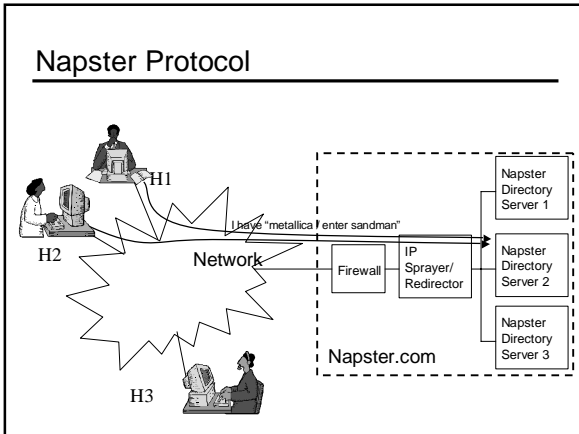 Napster Protocol
H1
H2
H3
I have “metallica / enter sandman”
Network
Firewall
IP
Sprayer/
Redirector
Napster
Directory
Server 1
Napster
Directory
Server 2
Napster
Directory
Server 3
Napster.com